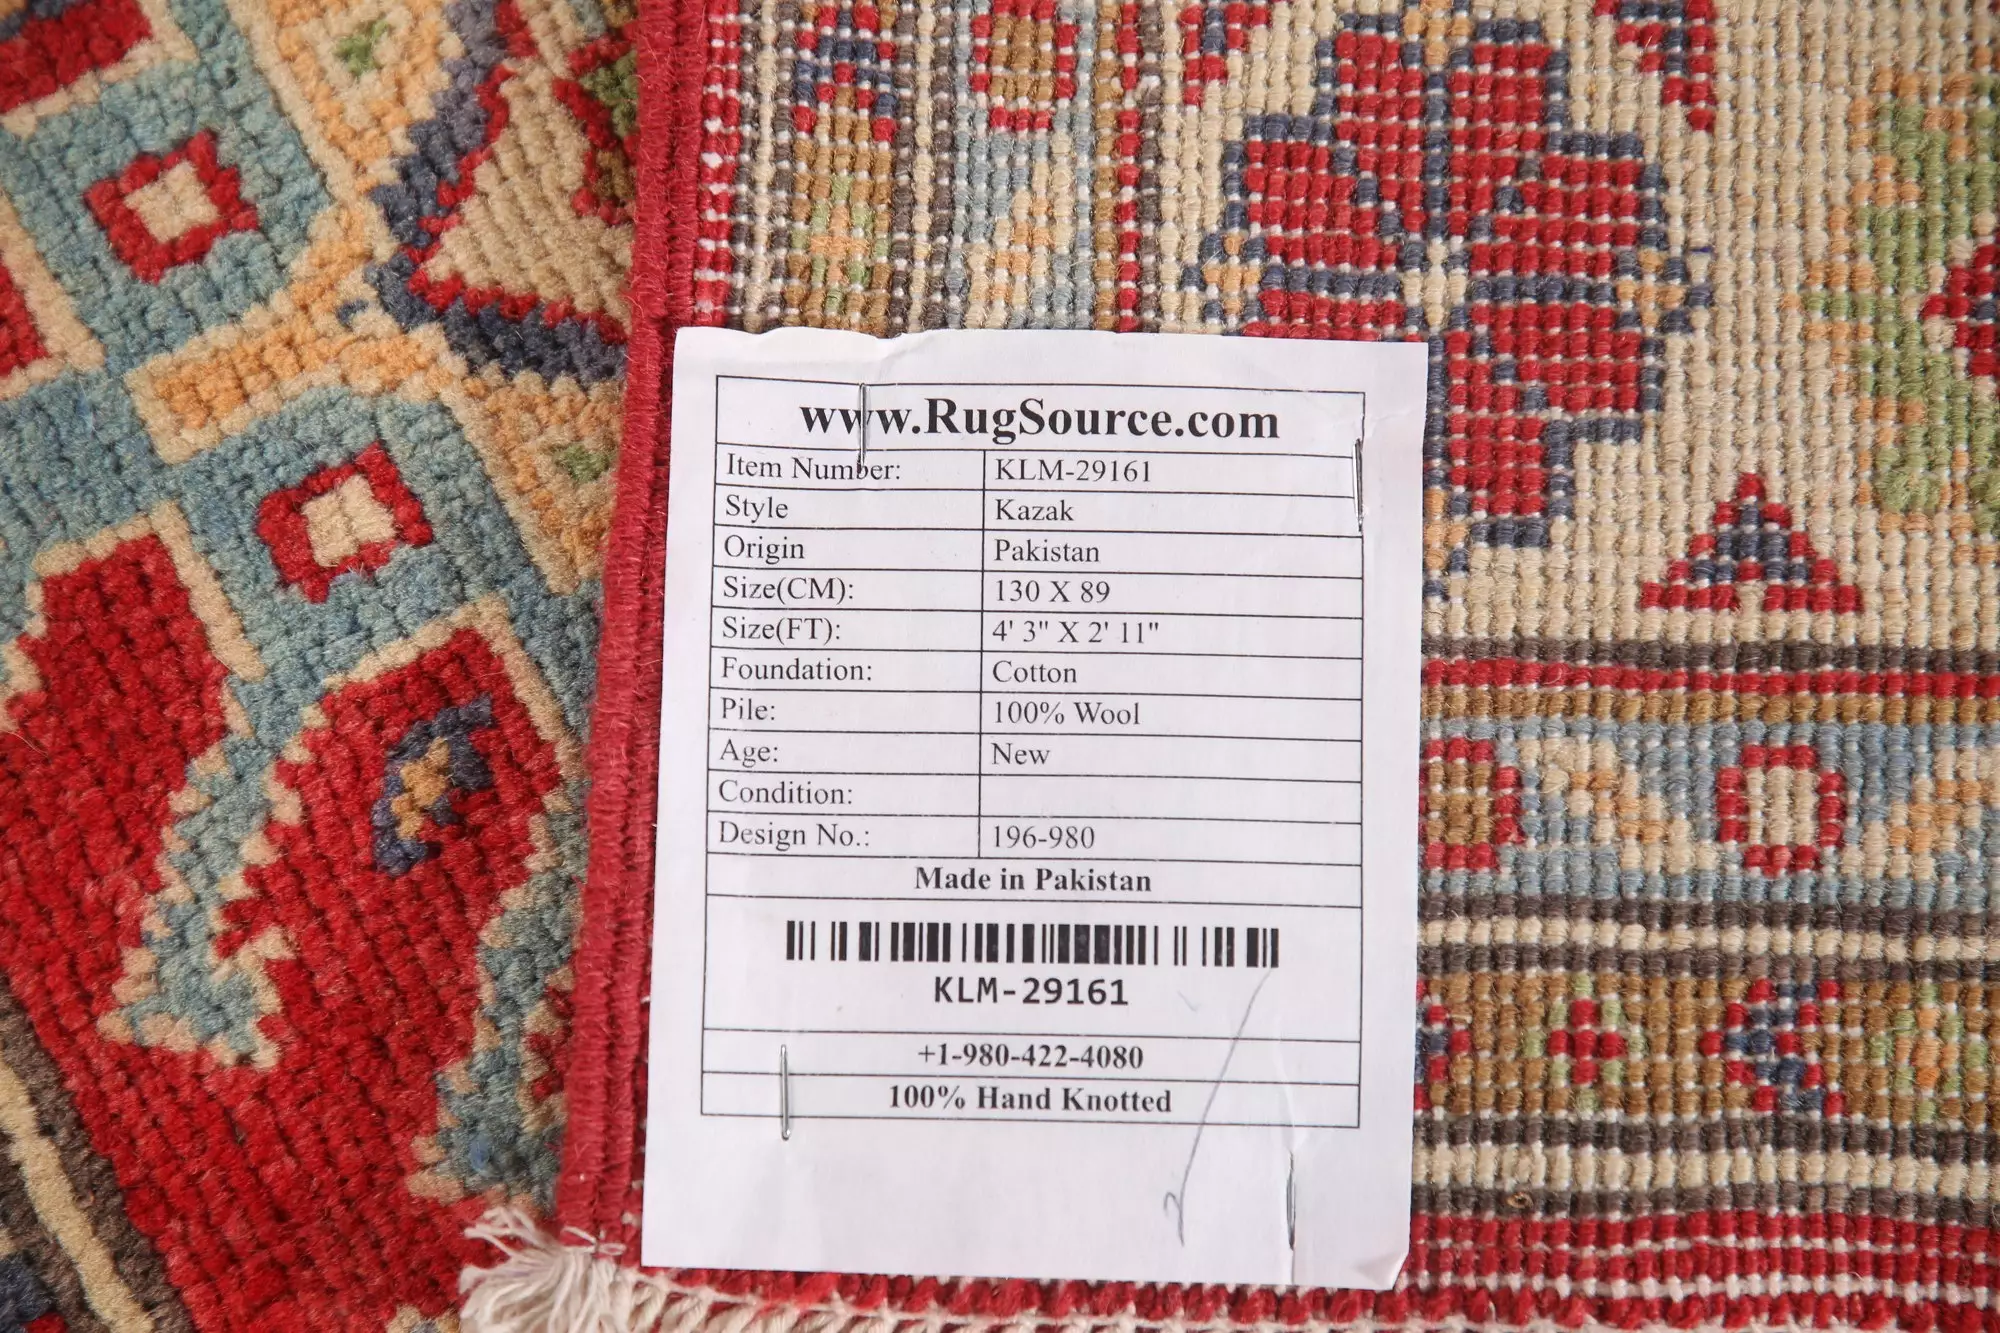 www.RugSource.com
Item Number: KLM-29161
Style Kazak
Origin Pakistan
Size(CM): 130 X 89
Size(FT): 4' 3" X 2' 11"
Foundation: Cotton
Pile: 100% Wool
Age: New
Condition:
Design No.: 196-980
Made in Pakistan
KLM-29161
+1-980-422-4080
100% Hand Knotted